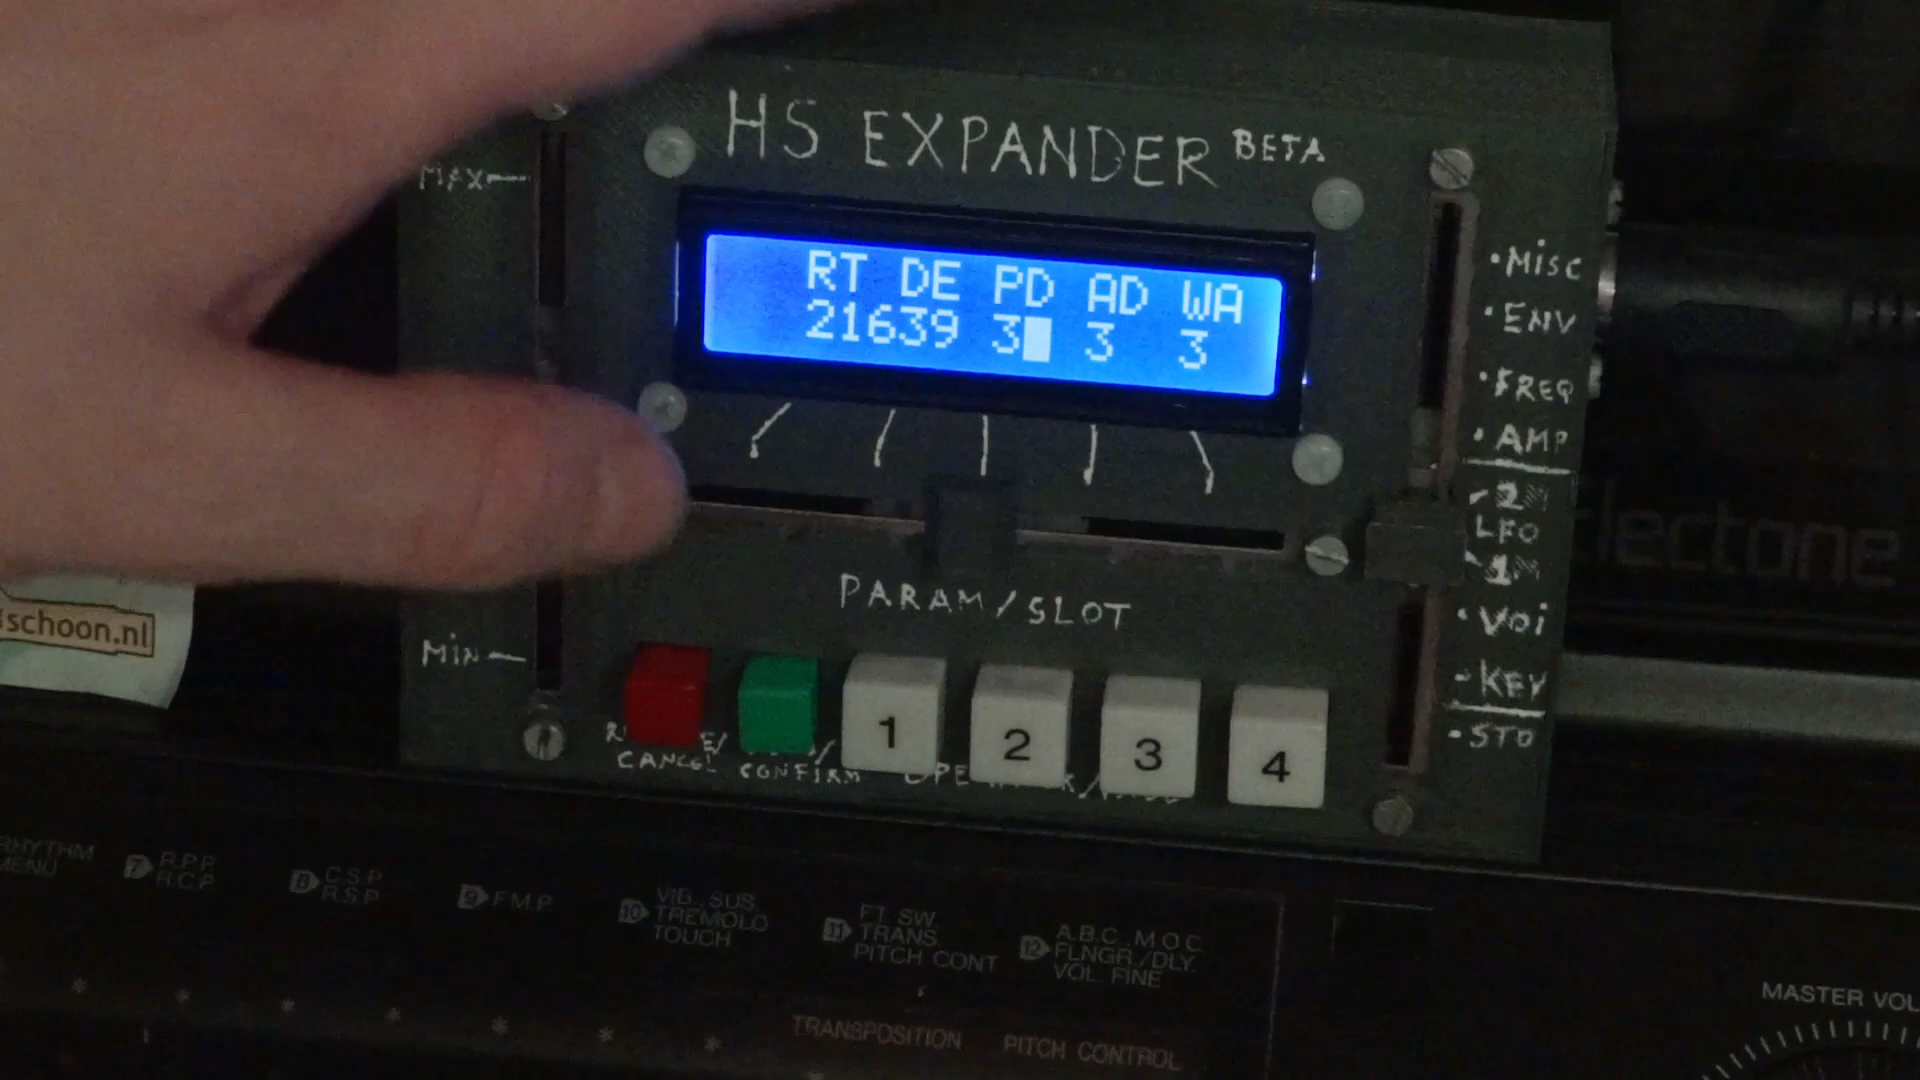 HS EXPANDER BETA
MAX
RT DE PD AD WA
21639 3 3 3
• MISC
• ENV
• FREQ
• AMP
- 2
LFO
- 1
• VOI
- KEY
• STO
PARAM/SLOT
MIN
schoon.nl
electone
1
2
3
4
CANCEL
CONFIRM
RHYTHM
MENU
7 R.P.P.
R.C.P.
8 C.S.P.
R.S.P.
9 F.M.P.
10 VIB., SUS.
TREMOLO
TOUCH
11 FT. SW.
TRANS.
PITCH CONT
12 A.B.C., M.O.C.
FLNGR./DLY.
VOL FINE
TRANSPOSITION
PITCH CONTROL
MASTER VOL